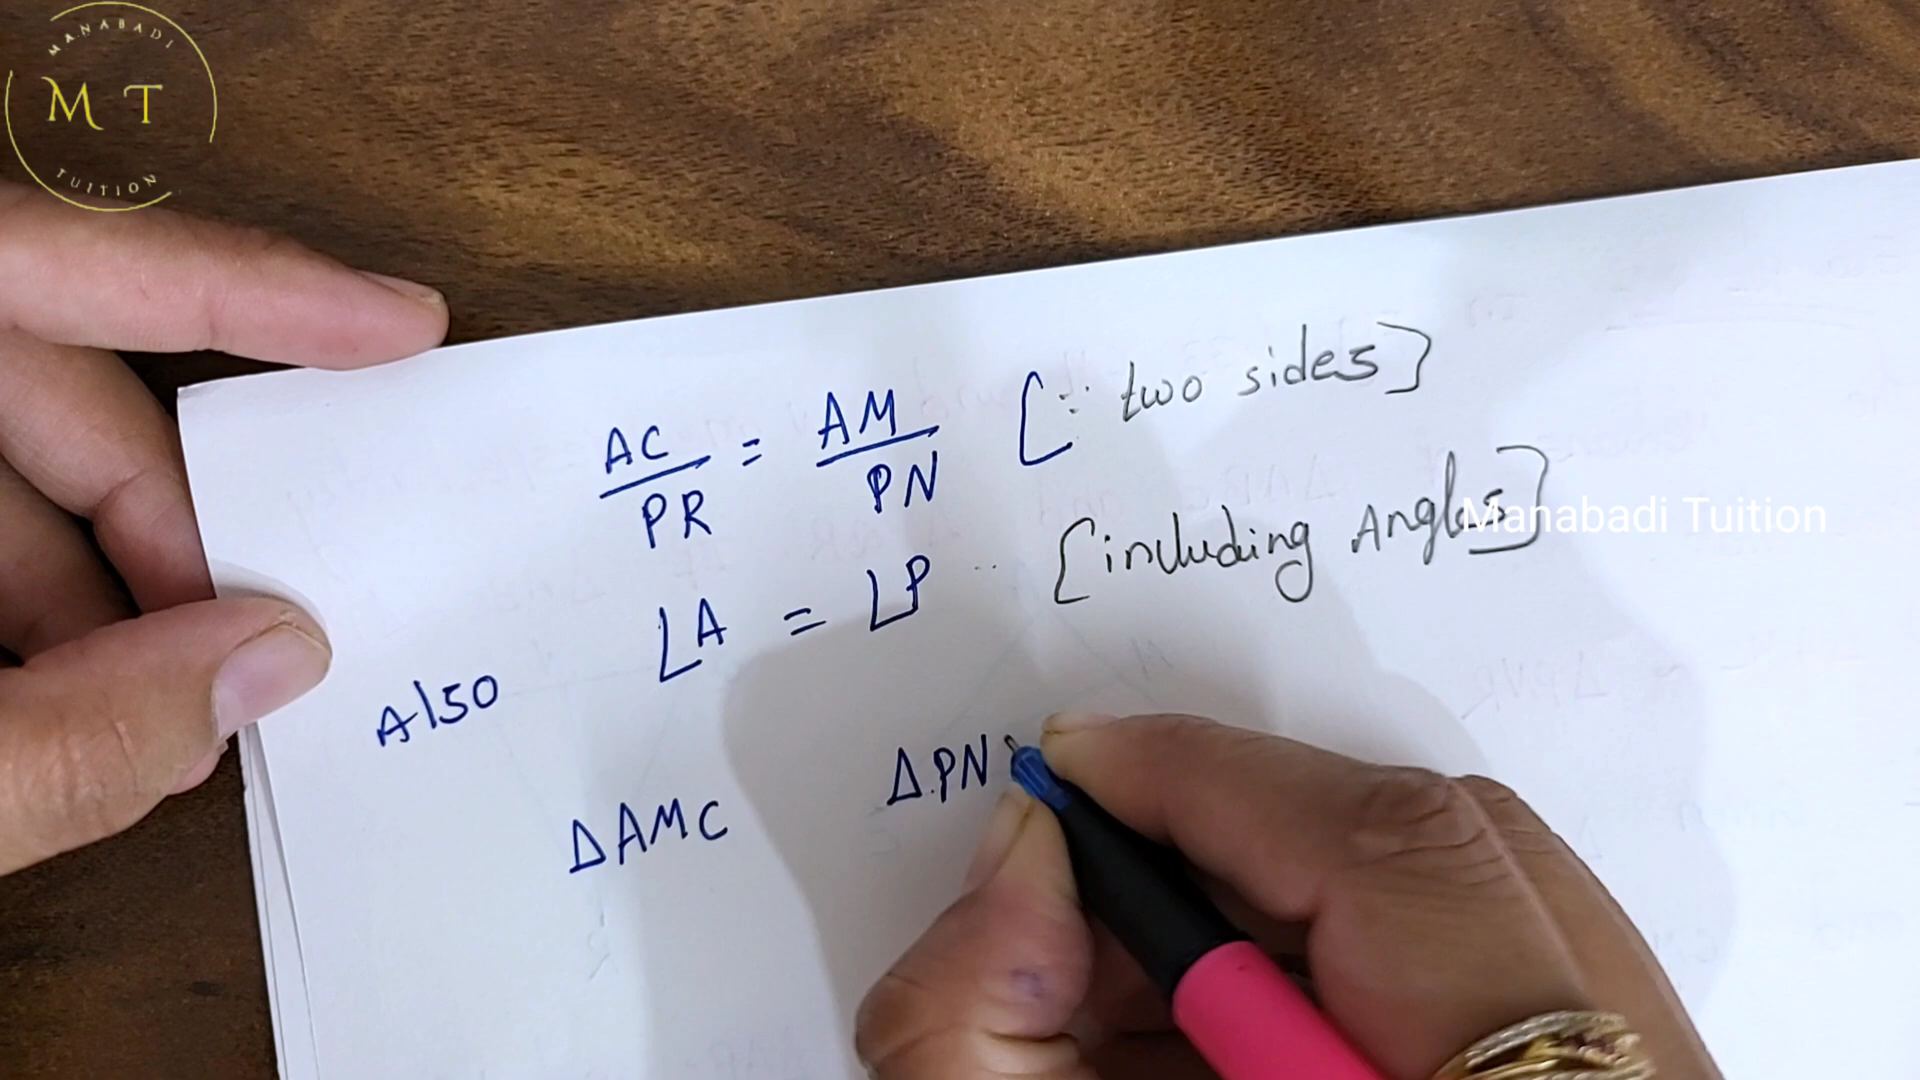 MANABADI
M T
TUITION
AC/PR = AM/PN [∵ two sides]
∠A = ∠P [including Angles]
Manabadi Tuition
Also
ΔAMC ΔPN